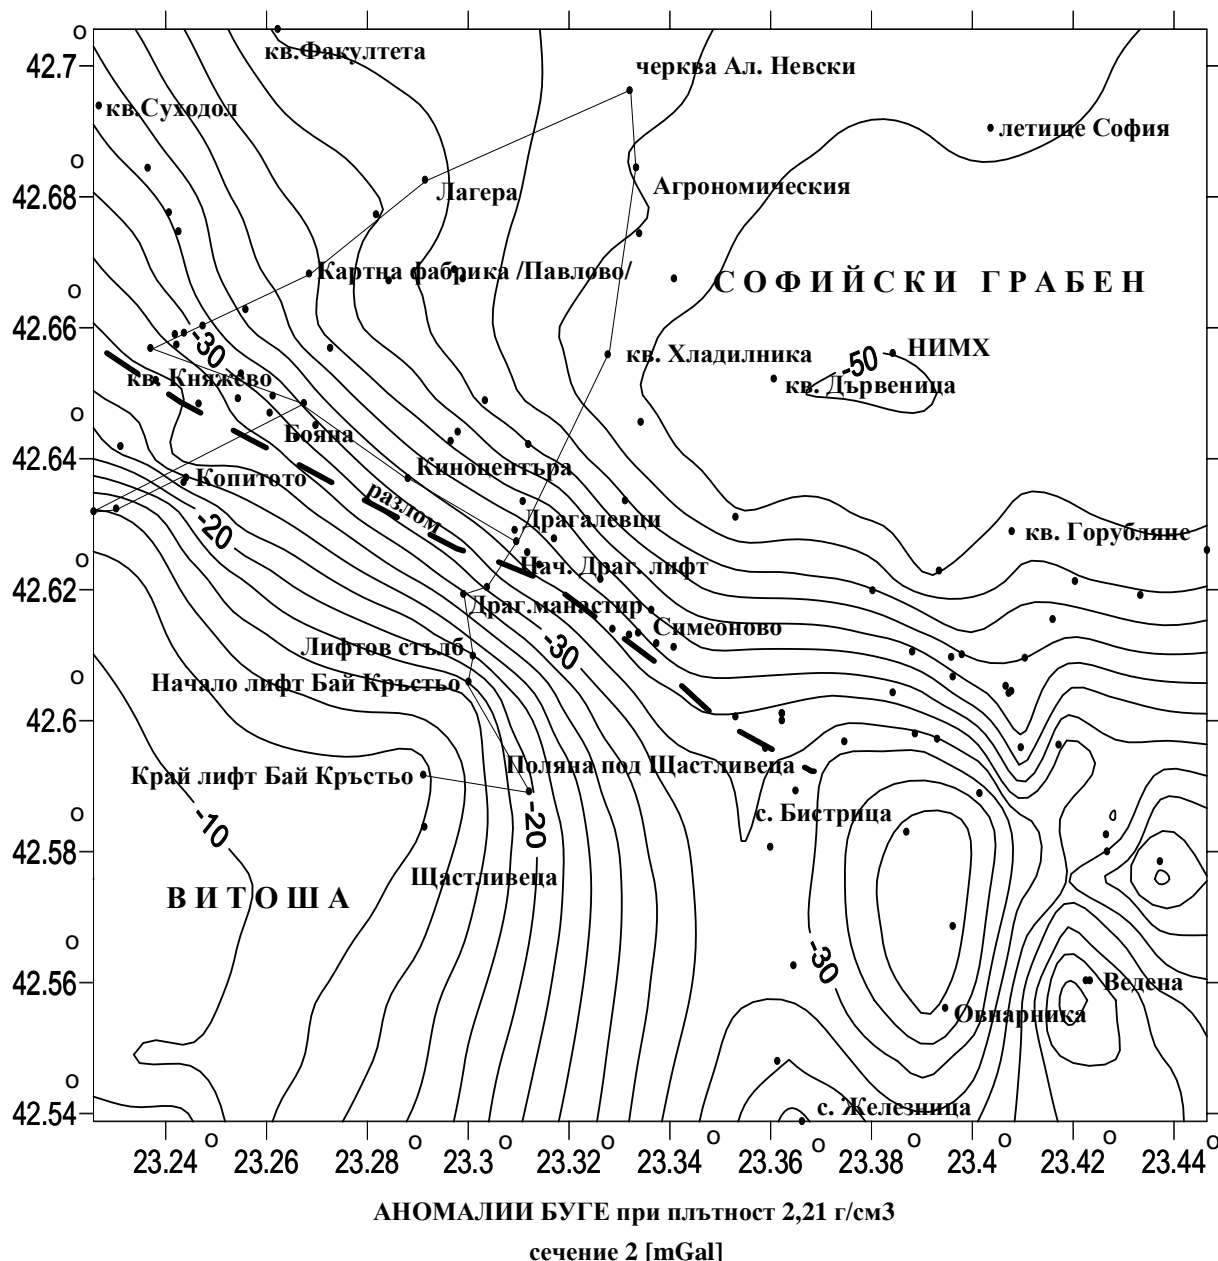 кв.Факултета
черква Ал. Невски
42.7
кв.Суходол
летище София
42.68
Лагера
Агрономическия
Картна фабрика /Павлово/
СОФИЙСКИ ГРАБЕН
42.66
-30
кв. Хладилника
НИМХ
-50
кв. Княжево
кв. Дървеница
Бояна
42.64
Киноцентъра
Копитото
разлом
-20
Драгалевци
кв. Горубляне
Нач. Драг. лифт
42.62
Драг.манастир
Симеоново
Лифтов стълб
-30
Начало лифт Бай Кръстьо
42.6
Поляна под Щастливеца
Край лифт Бай Кръстьо
-10
-20
с. Бистрица
42.58
Щастливеца
ВИТОША
-30
42.56
Ведена
Овнарника
с. Железница
42.54
23.24 23.26 23.28 23.3 23.32 23.34 23.36 23.38 23.4 23.42 23.44
АНОМАЛИИ БУГЕ при плътност 2,21 г/см3
сечение 2 [mGal]